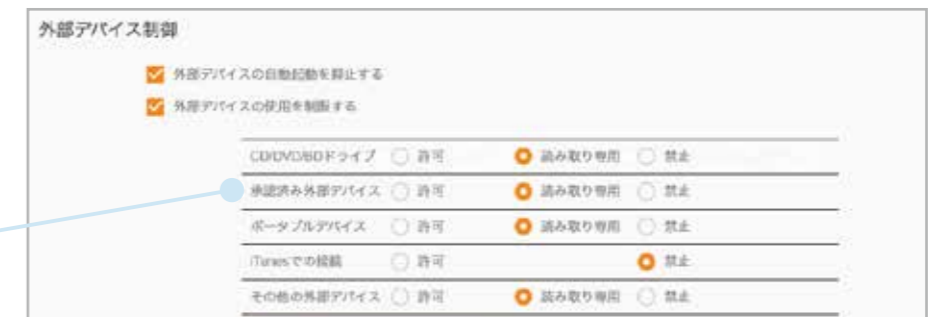 外部デバイス制御
外部デバイスの自動起動を抑止する
外部デバイスの使用を制限する
CD/DVD/BDドライブ 許可 読み取り専用 禁止
承認済み外部デバイス 許可 読み取り専用 禁止
ポータブルデバイス 許可 読み取り専用 禁止
iTunesでの接続 許可 禁止
その他の外部デバイス 許可 読み取り専用 禁止